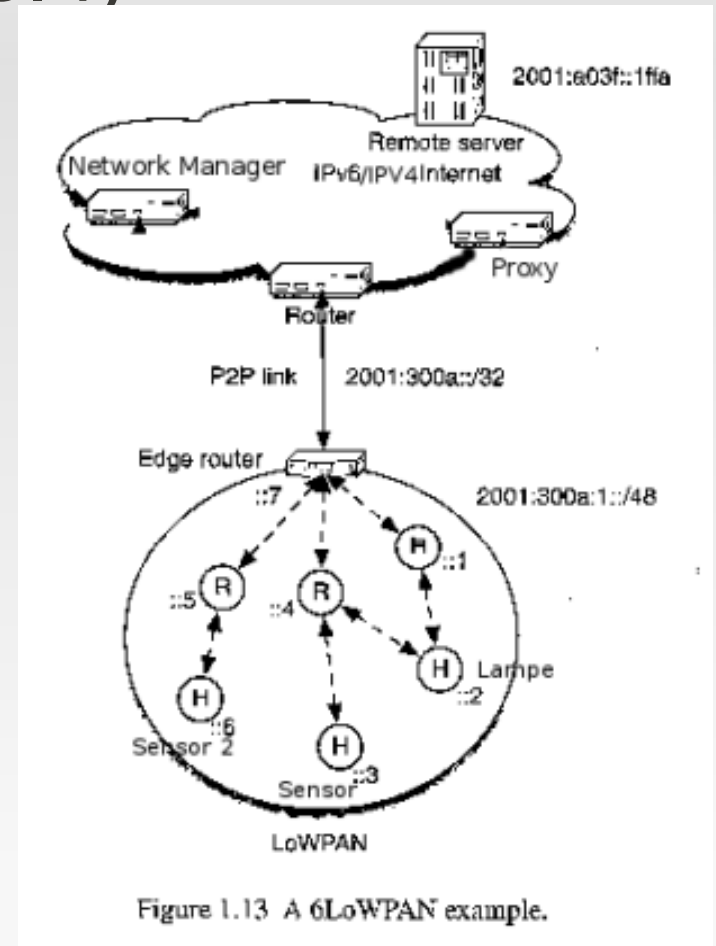 2001:a03f::1ffa
Remote server
Network Manager
IPv6/IPV4Internet
Proxy
Router
P2P link
2001:300a::/32
Edge router
::7
2001:300a:1::/48
H
::1
R
::5
R
::4
H
Lampe
::2
H
::6
Sensor 2
H
::3
Sensor
LoWPAN
Figure 1.13 A 6LoWPAN example.